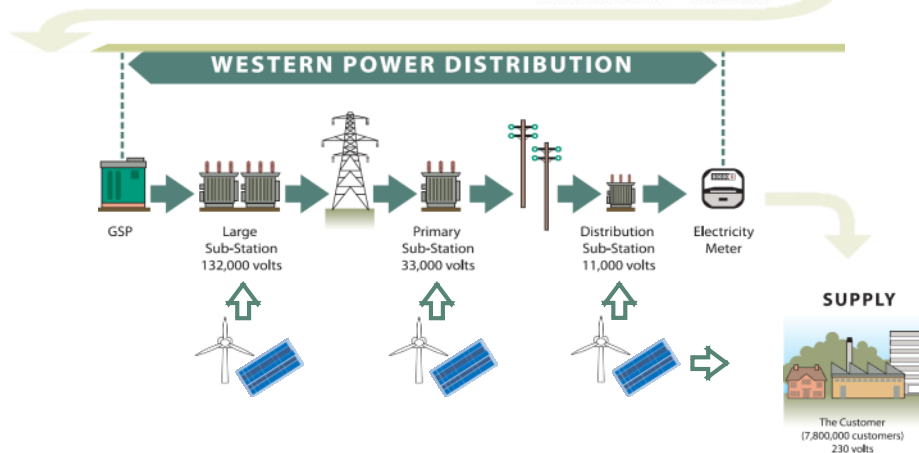 WESTERN POWER DISTRIBUTION
GSP
Large
Sub-Station
132,000 volts
Primary
Sub-Station
33,000 volts
Distribution
Sub-Station
11,000 volts
Electricity
Meter
SUPPLY
The Customer
(7,800,000 customers)
230 volts